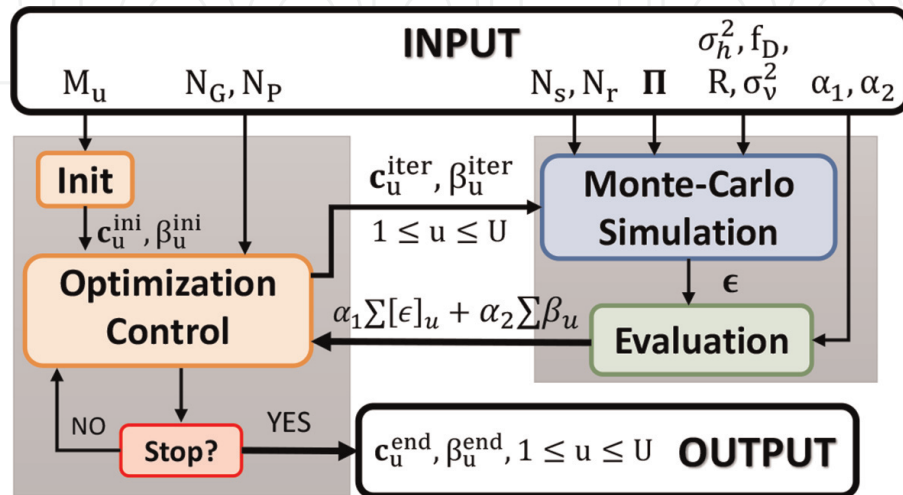 INPUT
σ_h^2, f_D,
M_u N_G, N_P N_s, N_r Π R, σ_ν^2 α_1, α_2
Init
c_u^ini, β_u^ini
c_u^iter, β_u^iter
1 ≤ u ≤ U
Monte-Carlo
Simulation
ϵ
Optimization
Control
α_1∑[ϵ]_u + α_2∑β_u
Evaluation
NO
Stop?
YES
c_u^end, β_u^end, 1 ≤ u ≤ U OUTPUT